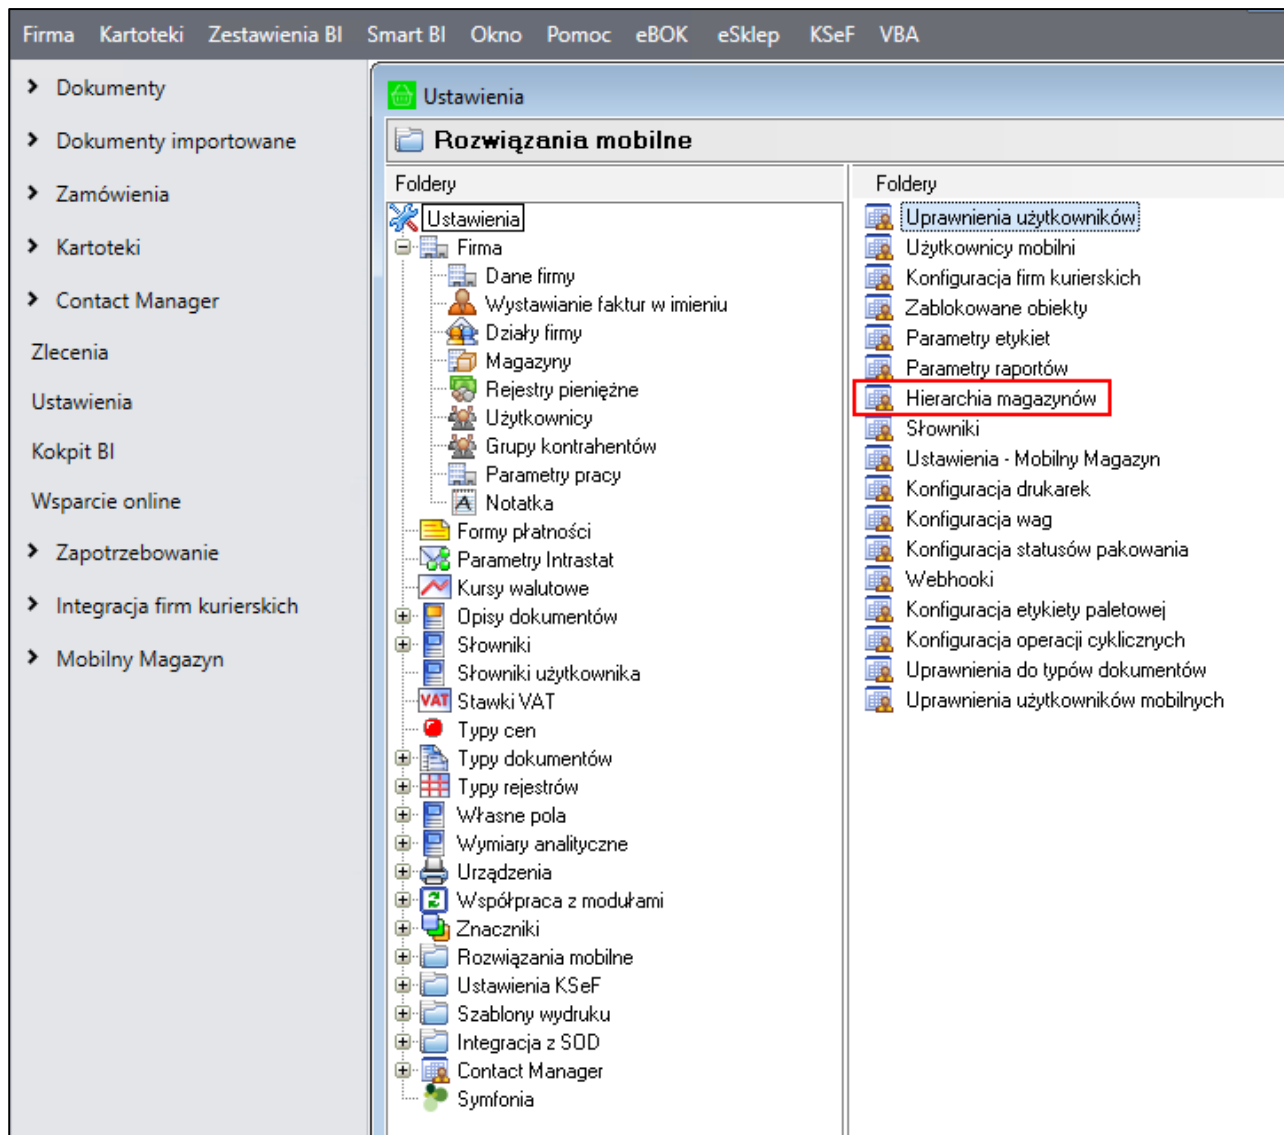 Firma Kartoteki Zestawienia BI Smart BI Okno Pomoc eBOK eSklep KSeF VBA
Dokumenty
Dokumenty importowane
Zamówienia
Kartoteki
Contact Manager
Zlecenia
Ustawienia
Kokpit BI
Wsparcie online
Zapotrzebowanie
Integracja firm kurierskich
Mobilny Magazyn
Ustawienia
Rozwiązania mobilne
Foldery
Ustawienia
Firma
Dane firmy
Wystawianie faktur w imieniu
Działy firmy
Magazyny
Rejestry pieniężne
Użytkownicy
Grupy kontrahentów
Parametry pracy
Notatka
Formy płatności
Parametry Intrastat
Kursy walutowe
Opisy dokumentów
Słowniki
Słowniki użytkownika
VAT Stawki VAT
Typy cen
Typy dokumentów
Typy rejestrów
Własne pola
Wymiary analityczne
Urządzenia
Współpraca z modułami
Znaczniki
Rozwiązania mobilne
Ustawienia KSeF
Szablony wydruku
Integracja z SOD
Contact Manager
Symfonia
Foldery
Uprawnienia użytkowników
Użytkownicy mobilni
Konfiguracja firm kurierskich
Zablokowane obiekty
Parametry etykiet
Parametry raportów
Hierarchia magazynów
Słowniki
Ustawienia - Mobilny Magazyn
Konfiguracja drukarek
Konfiguracja wag
Konfiguracja statusów pakowania
Webhooki
Konfiguracja etykiety paletowej
Konfiguracja operacji cyklicznych
Uprawnienia do typów dokumentów
Uprawnienia użytkowników mobilnych